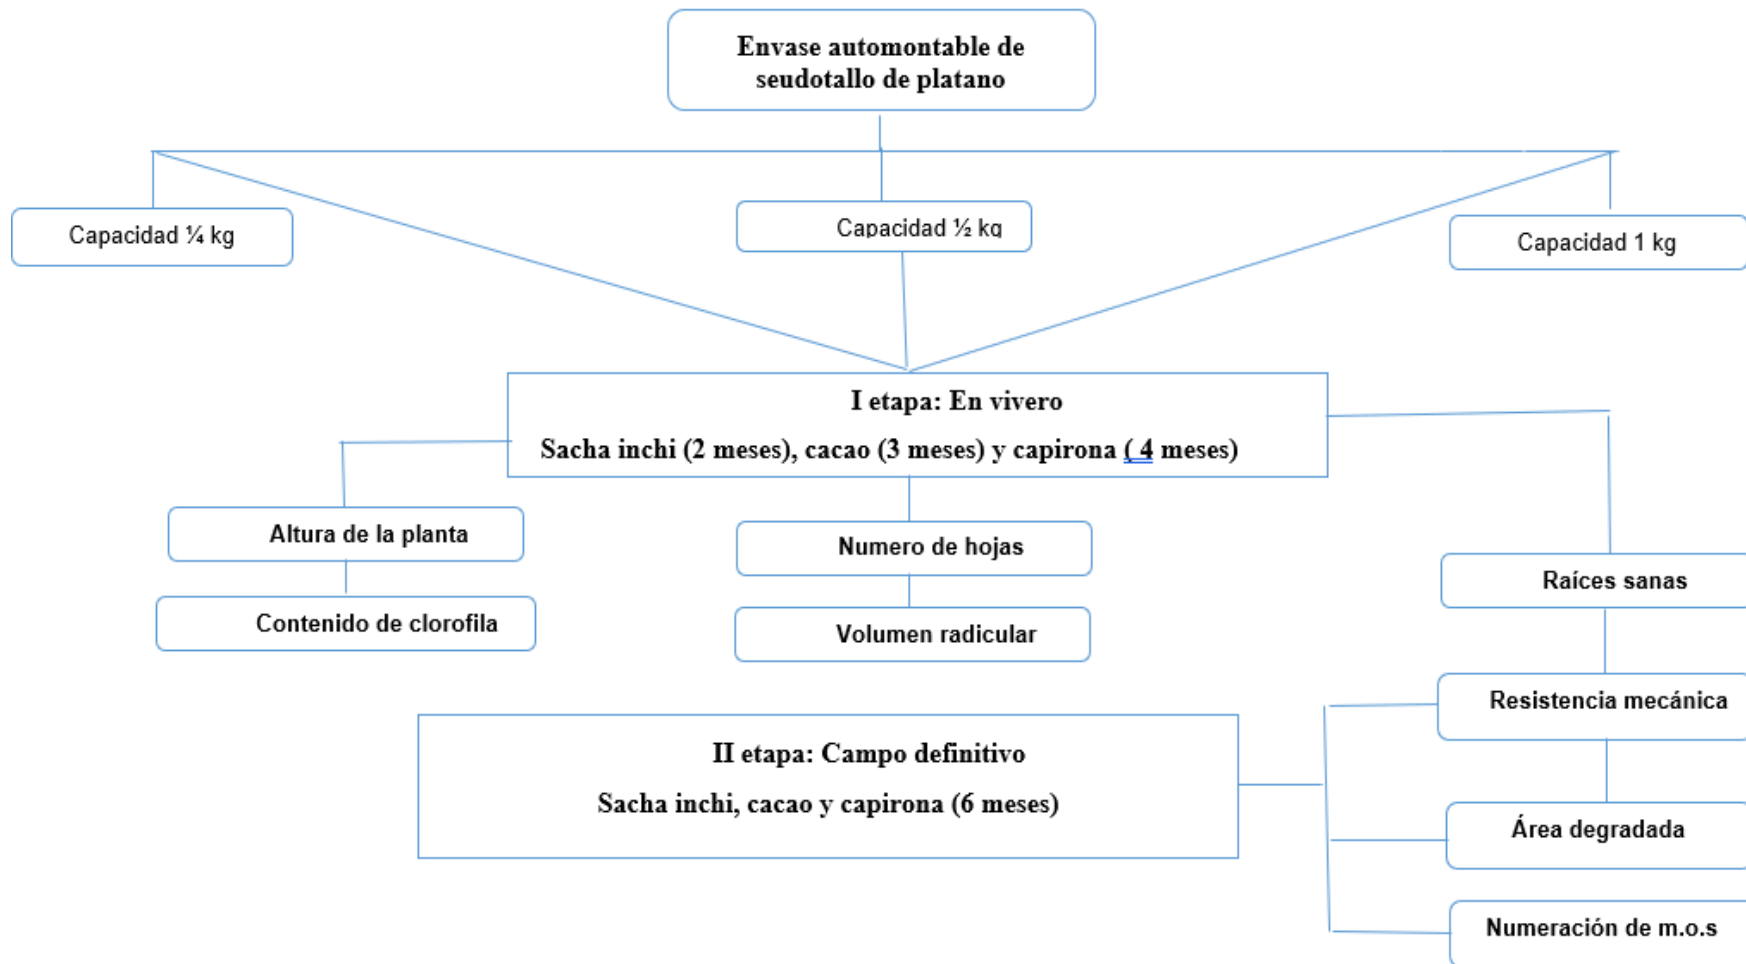 Envase automontable de
seudotallo de platano
Capacidad ¼ kg
Capacidad ½ kg
Capacidad 1 kg
I etapa: En vivero
Sacha inchi (2 meses), cacao (3 meses) y capirona ( 4 meses)
Altura de la planta
Numero de hojas
Raíces sanas
Contenido de clorofila
Volumen radicular
Resistencia mecánica
II etapa: Campo definitivo
Sacha inchi, cacao y capirona (6 meses)
Área degradada
Numeración de m.o.s